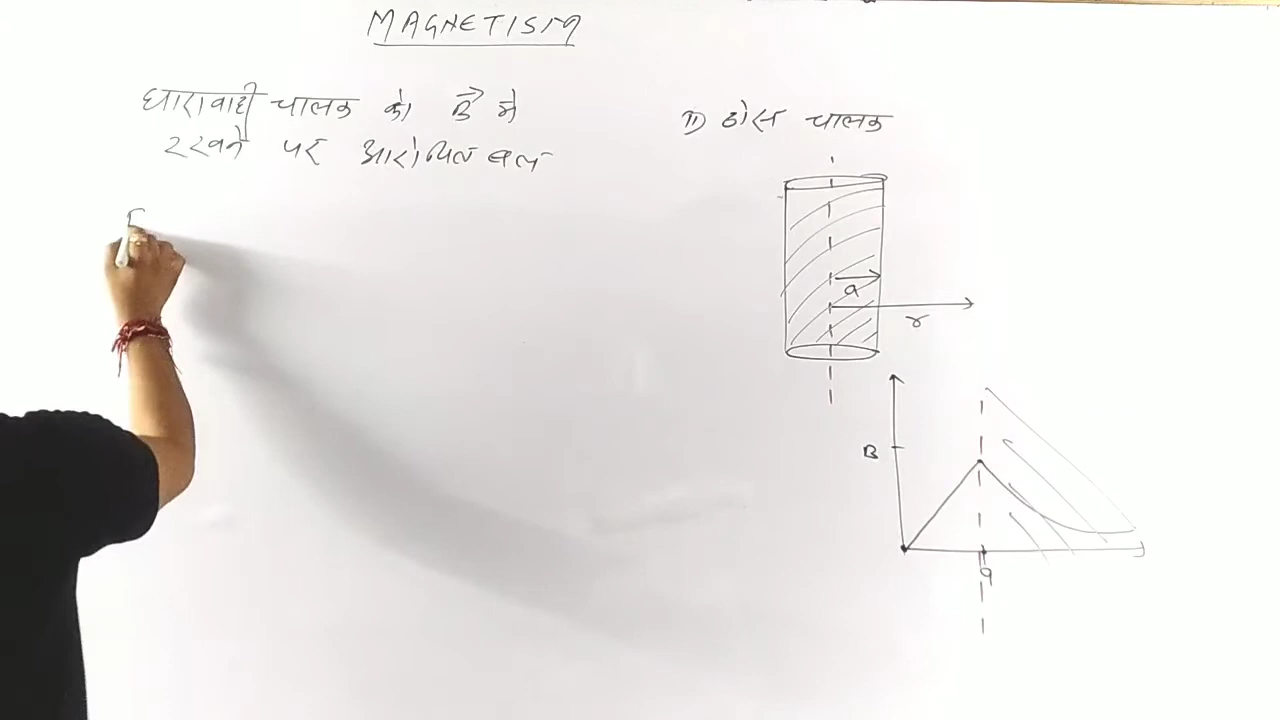 MAGNETISM
धारावाही चालक को B⃗ मे
रखने पर आरोपित बल
II) ठोस चालक
a
r
B
a